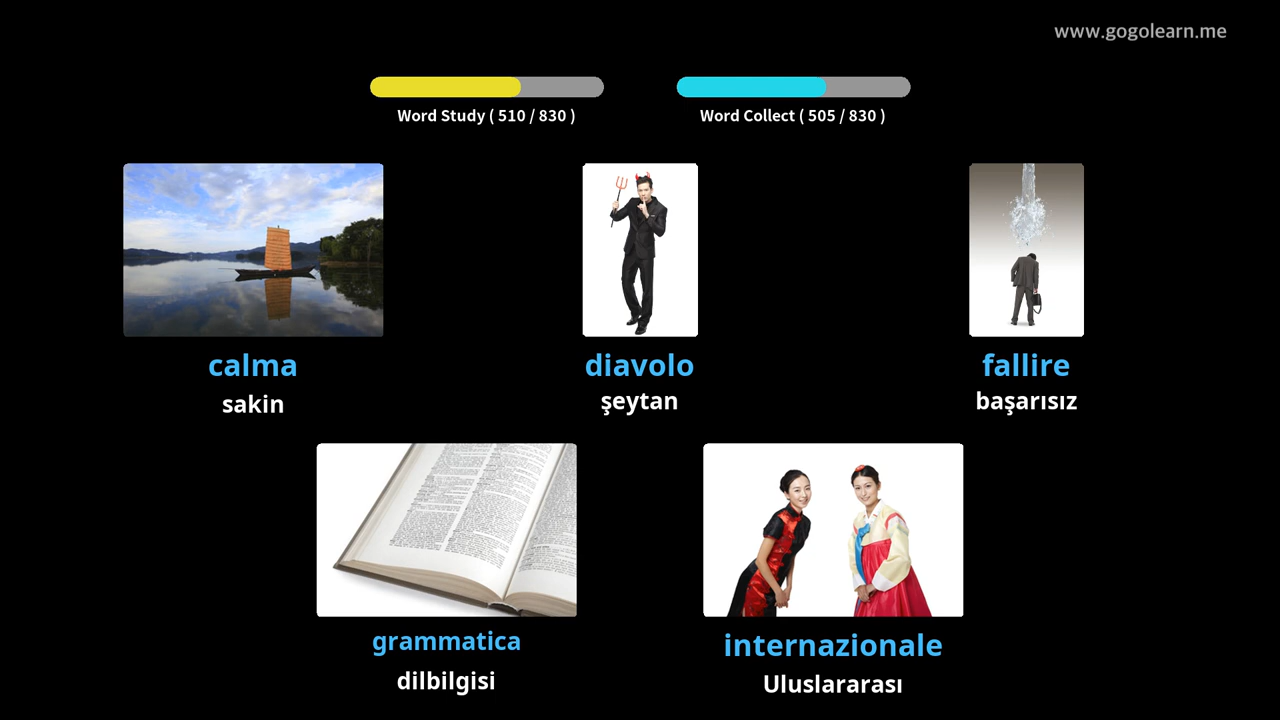 www.gogolearn.me
Word Study ( 510 / 830 )
Word Collect ( 505 / 830 )
calma
sakin
diavolo
şeytan
fallire
başarısız
grammatica
dilbilgisi
internazionale
Uluslararası